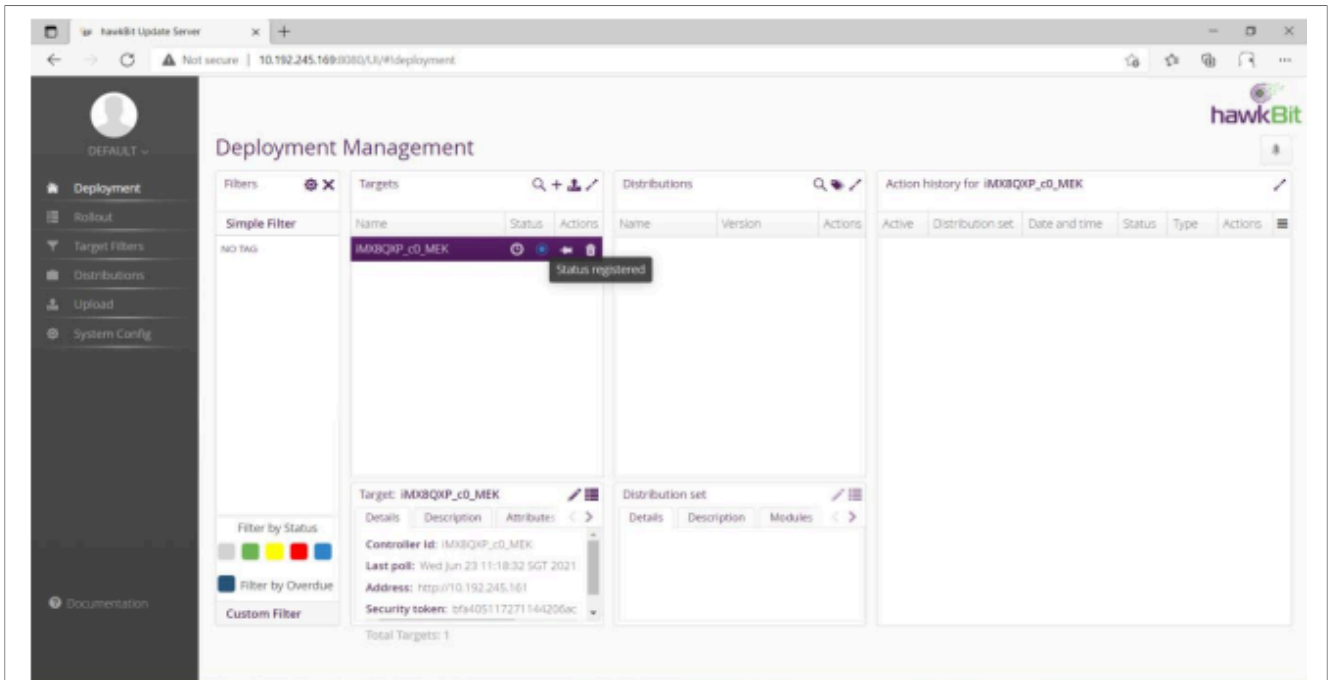 hawkBit Update Server
Not secure | 10.192.245.169:8080/UI/#!deployment
hawkBit
DEFAULT
Deployment Management
Deployment
Rollout
Target Filters
Distributions
Upload
System Config
Documentation
Filters
Simple Filter
NO TAG
Filter by Status
Filter by Overdue
Custom Filter
Targets
Name Status Actions
iMX8QXP_c0_MEK
Status registered
Target: iMX8QXP_c0_MEK
Details Description Attributes
Controller Id: iMX8QXP_c0_MEK
Last poll: Wed Jun 23 11:18:32 SGT 2021
Address: http://10.192.245.161
Security token: bfa405117271144206ac
Total Targets: 1
Distributions
Name Version Actions
Distribution set
Details Description Modules
Action history for iMX8QXP_c0_MEK
Active Distribution set Date and time Status Type Actions